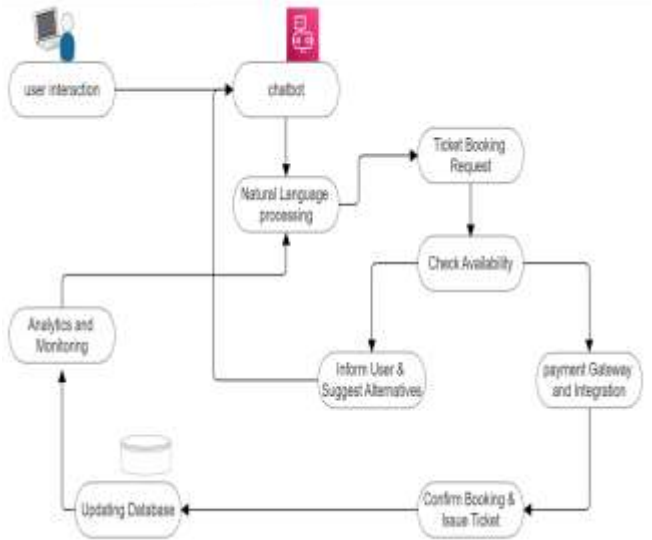 user interaction
chatbot
Ticket Booking
Request
Natural Language
processing
Check Availability
Analytics and
Monitoring
Inform User &
Suggest Alternatives
payment Gateway
and Integration
Updating Database
Confirm Booking &
Issue Ticket